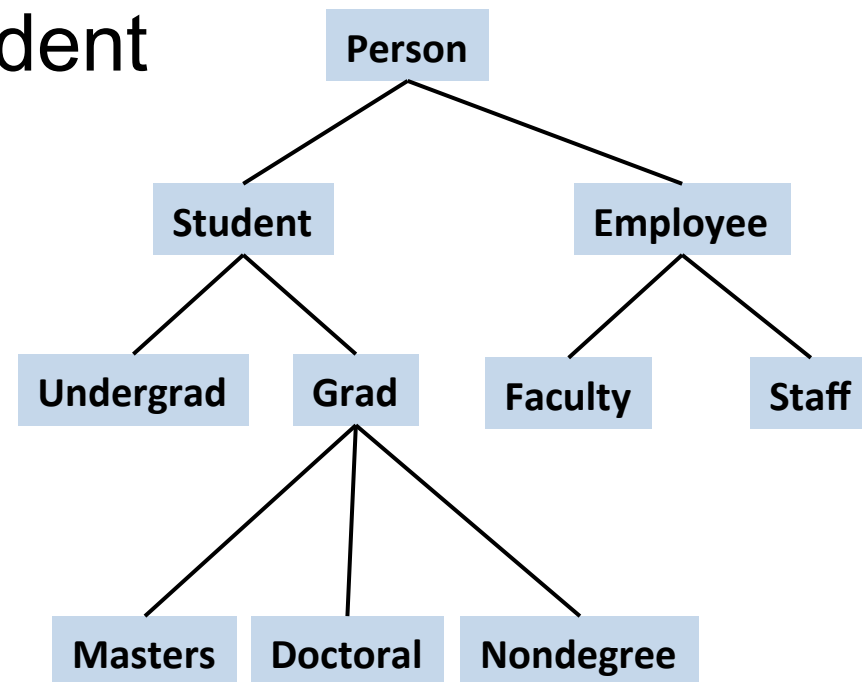 dent
Person
Student
Employee
Undergrad
Grad
Faculty
Staff
Masters
Doctoral
Nondegree